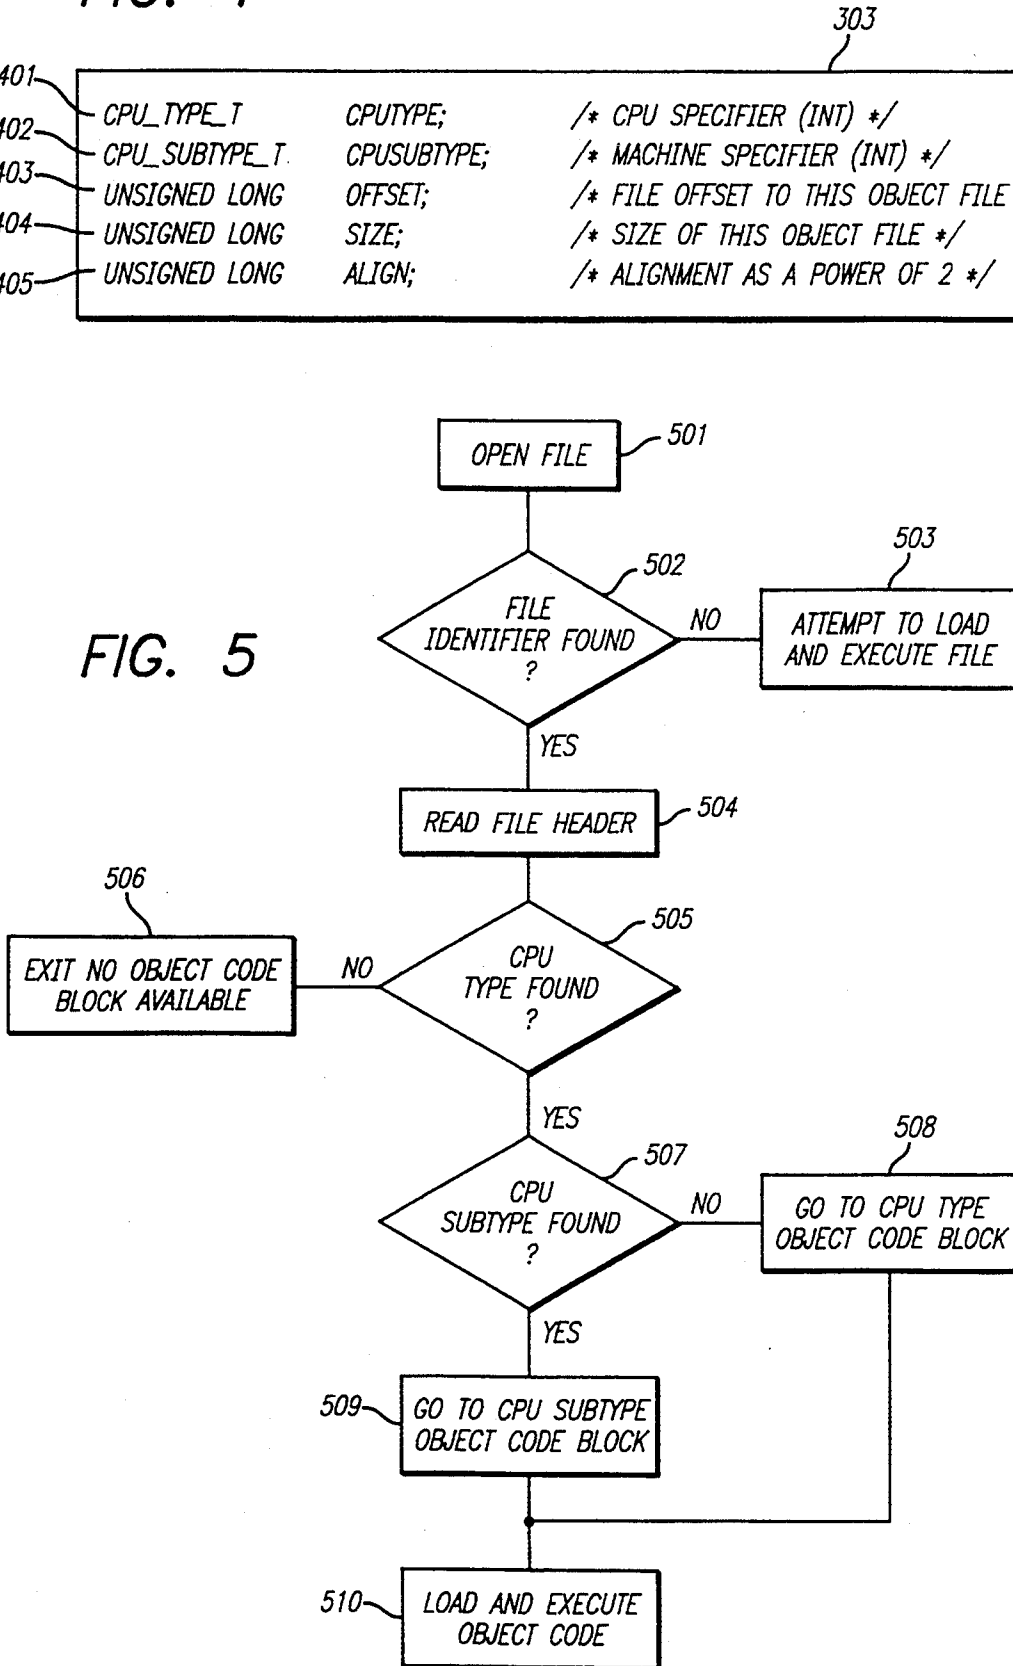 FIG. 4
303
401
CPU_TYPE_T CPUTYPE; /* CPU SPECIFIER (INT) */
402
CPU_SUBTYPE_T CPUSUBTYPE; /* MACHINE SPECIFIER (INT) */
403
UNSIGNED LONG OFFSET; /* FILE OFFSET TO THIS OBJECT FILE
404
UNSIGNED LONG SIZE; /* SIZE OF THIS OBJECT FILE */
405
UNSIGNED LONG ALIGN; /* ALIGNMENT AS A POWER OF 2 */
FIG. 5
OPEN FILE
501
502
FILE
IDENTIFIER FOUND
?
NO
503
ATTEMPT TO LOAD
AND EXECUTE FILE
YES
READ FILE HEADER
504
505
CPU
TYPE FOUND
?
NO
506
EXIT NO OBJECT CODE
BLOCK AVAILABLE
YES
507
CPU
SUBTYPE FOUND
?
NO
508
GO TO CPU TYPE
OBJECT CODE BLOCK
YES
509
GO TO CPU SUBTYPE
OBJECT CODE BLOCK
510
LOAD AND EXECUTE
OBJECT CODE